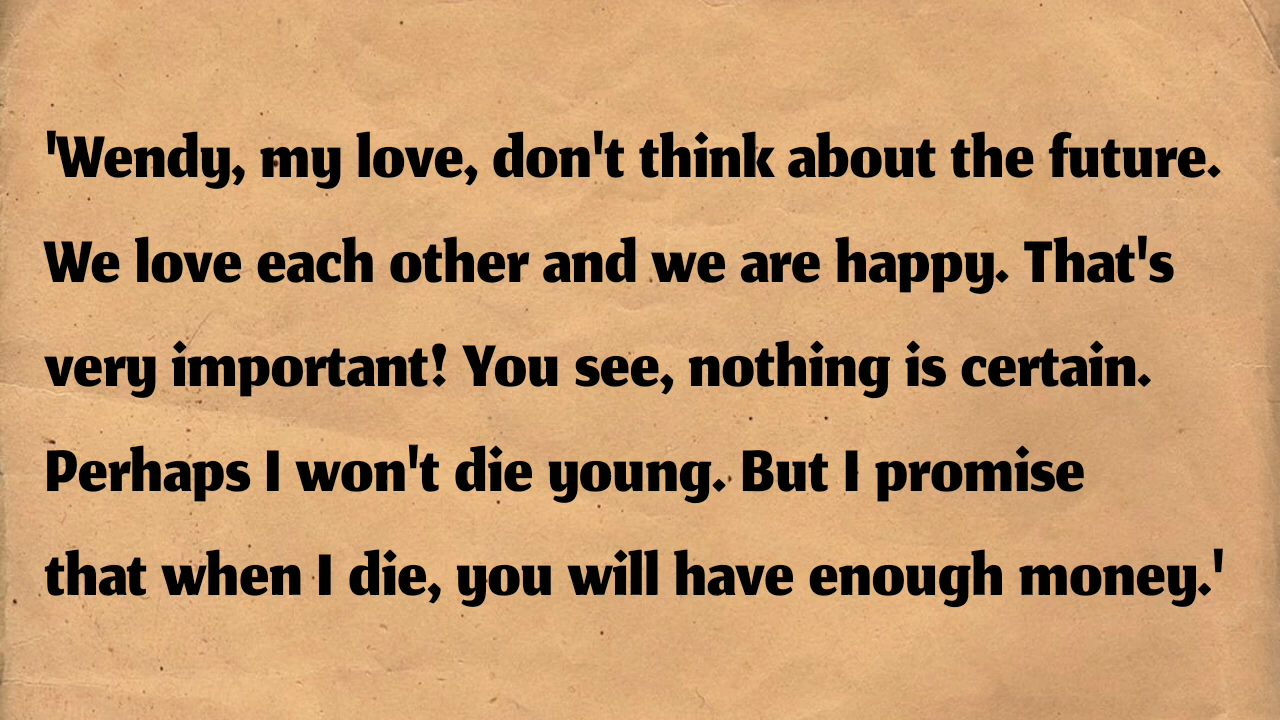 'Wendy, my love, don't think about the future.
We love each other and we are happy. That's
very important! You see, nothing is certain.
Perhaps I won't die young. But I promise
that when I die, you will have enough money.'